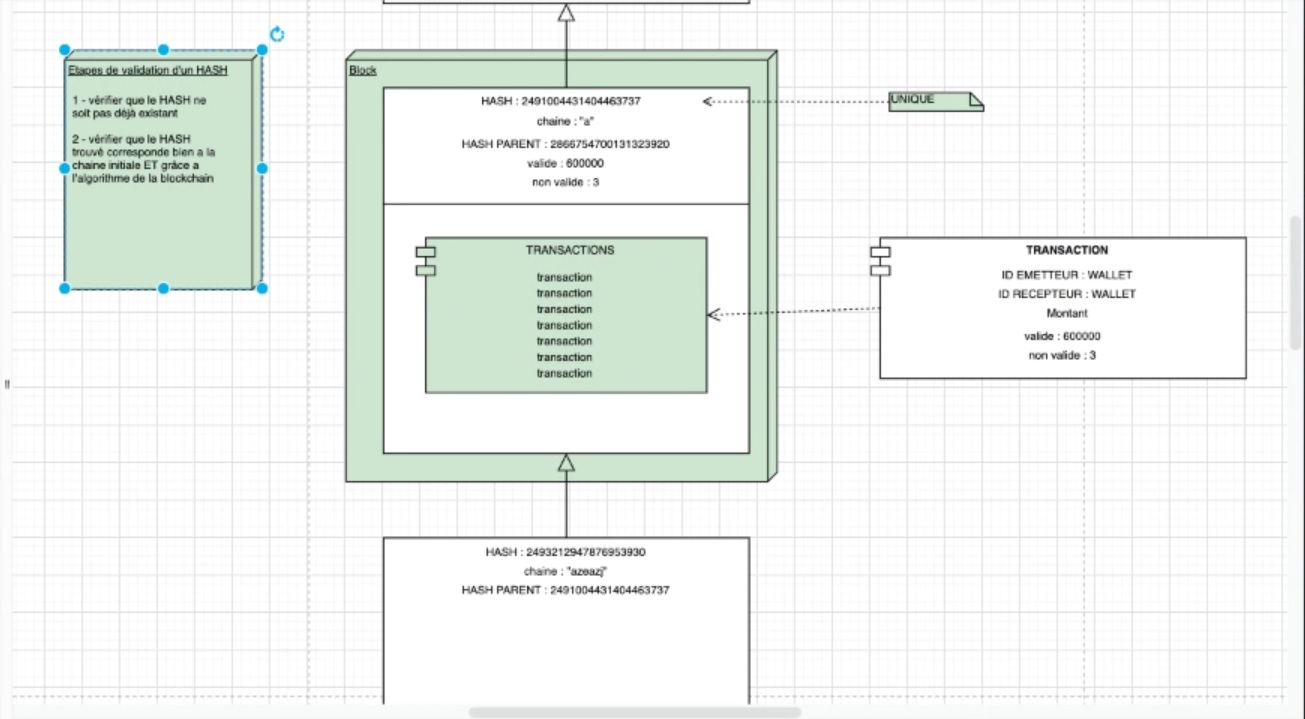 Etapes de validation d'un HASH
1 - vérifier que le HASH ne
soit pas déjà existant
2 - vérifier que le HASH
trouvé corresponde bien a la
chaine initiale ET grâce a
l'algorithme de la blockchain
Block
HASH : 2491004431404463737
chaine : "a"
HASH PARENT : 2866754700131323920
valide : 600000
non valide : 3
UNIQUE
TRANSACTIONS
transaction
transaction
transaction
transaction
transaction
transaction
transaction
TRANSACTION
ID EMETTEUR : WALLET
ID RECEPTEUR : WALLET
Montant
valide : 600000
non valide : 3
HASH : 2493212947876953930
chaine : "azeazj"
HASH PARENT : 2491004431404463737